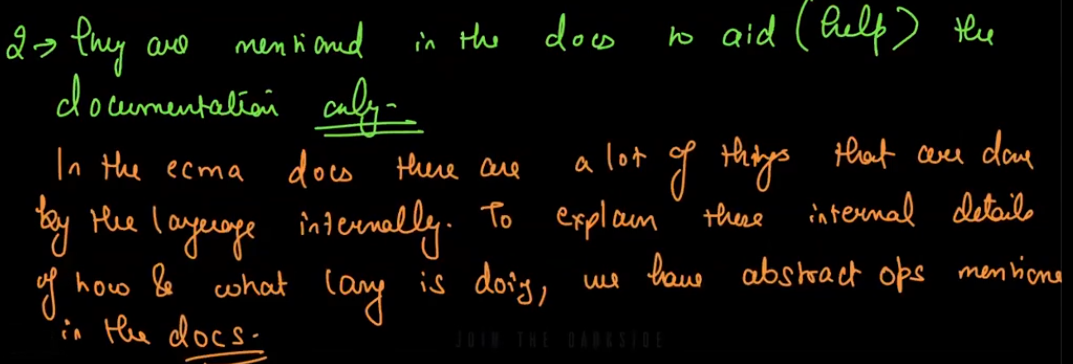 2→ they are mentioned in the docs to aid (help) the
documentation only-
In the ecma docs there are a lot of things that are done
by the language internally. To explain these internal details
of how & what lang is doing, we have abstract ops mentione
in the docs.
JOIN THE DARKSIDE